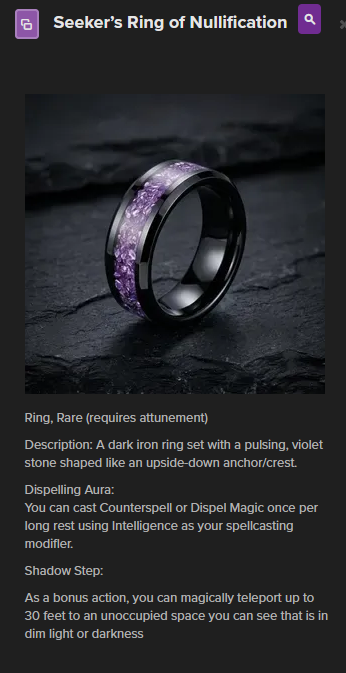 Seeker’s Ring of Nullification
Ring, Rare (requires attunement)
Description: A dark iron ring set with a pulsing, violet
stone shaped like an upside-down anchor/crest.
Dispelling Aura:
You can cast Counterspell or Dispel Magic once per
long rest using Intelligence as your spellcasting
modifier.
Shadow Step:
As a bonus action, you can magically teleport up to
30 feet to an unoccupied space you can see that is in
dim light or darkness